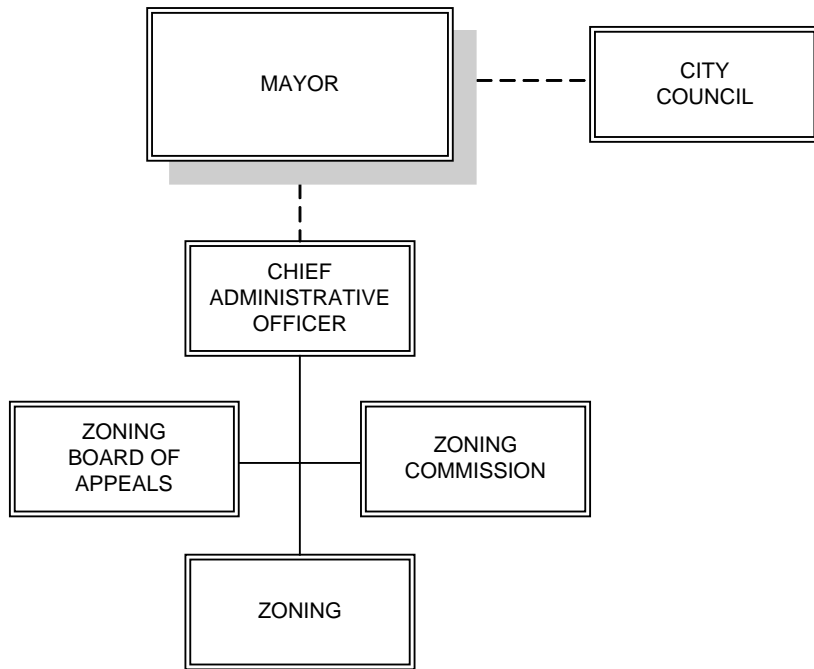 MAYOR
CITY
COUNCIL
CHIEF
ADMINISTRATIVE
OFFICER
ZONING
BOARD OF
APPEALS
ZONING
COMMISSION
ZONING